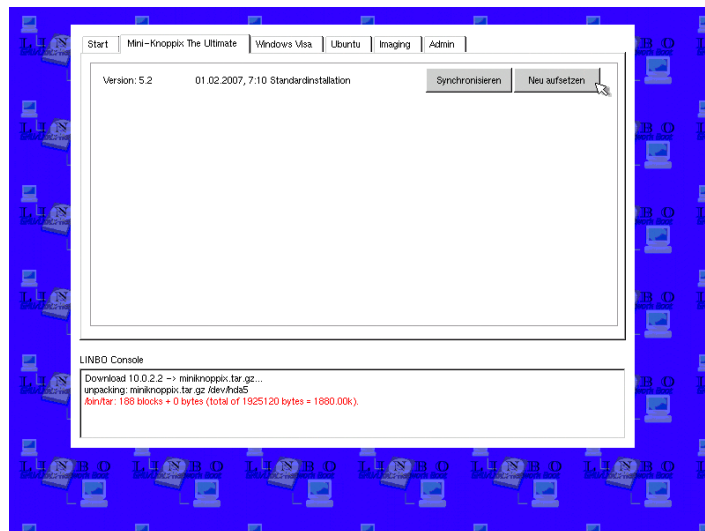 Start Mini-Knoppix The Ultimate Windows Visa Ubuntu Imaging Admin
Version: 5.2 01.02.2007, 7:10 Standardinstallation Synchronisieren Neu aufsetzen
LINBO Console
Download 10.0.2.2 -> miniknoppix.tar.gz...
unpacking: miniknoppix.tar.gz /dev/hda5
/bin/tar: 188 blocks + 0 bytes (total of 1925120 bytes = 1880.00k).
L I N B O L I N B O L I N B O L I N B O L I N B O